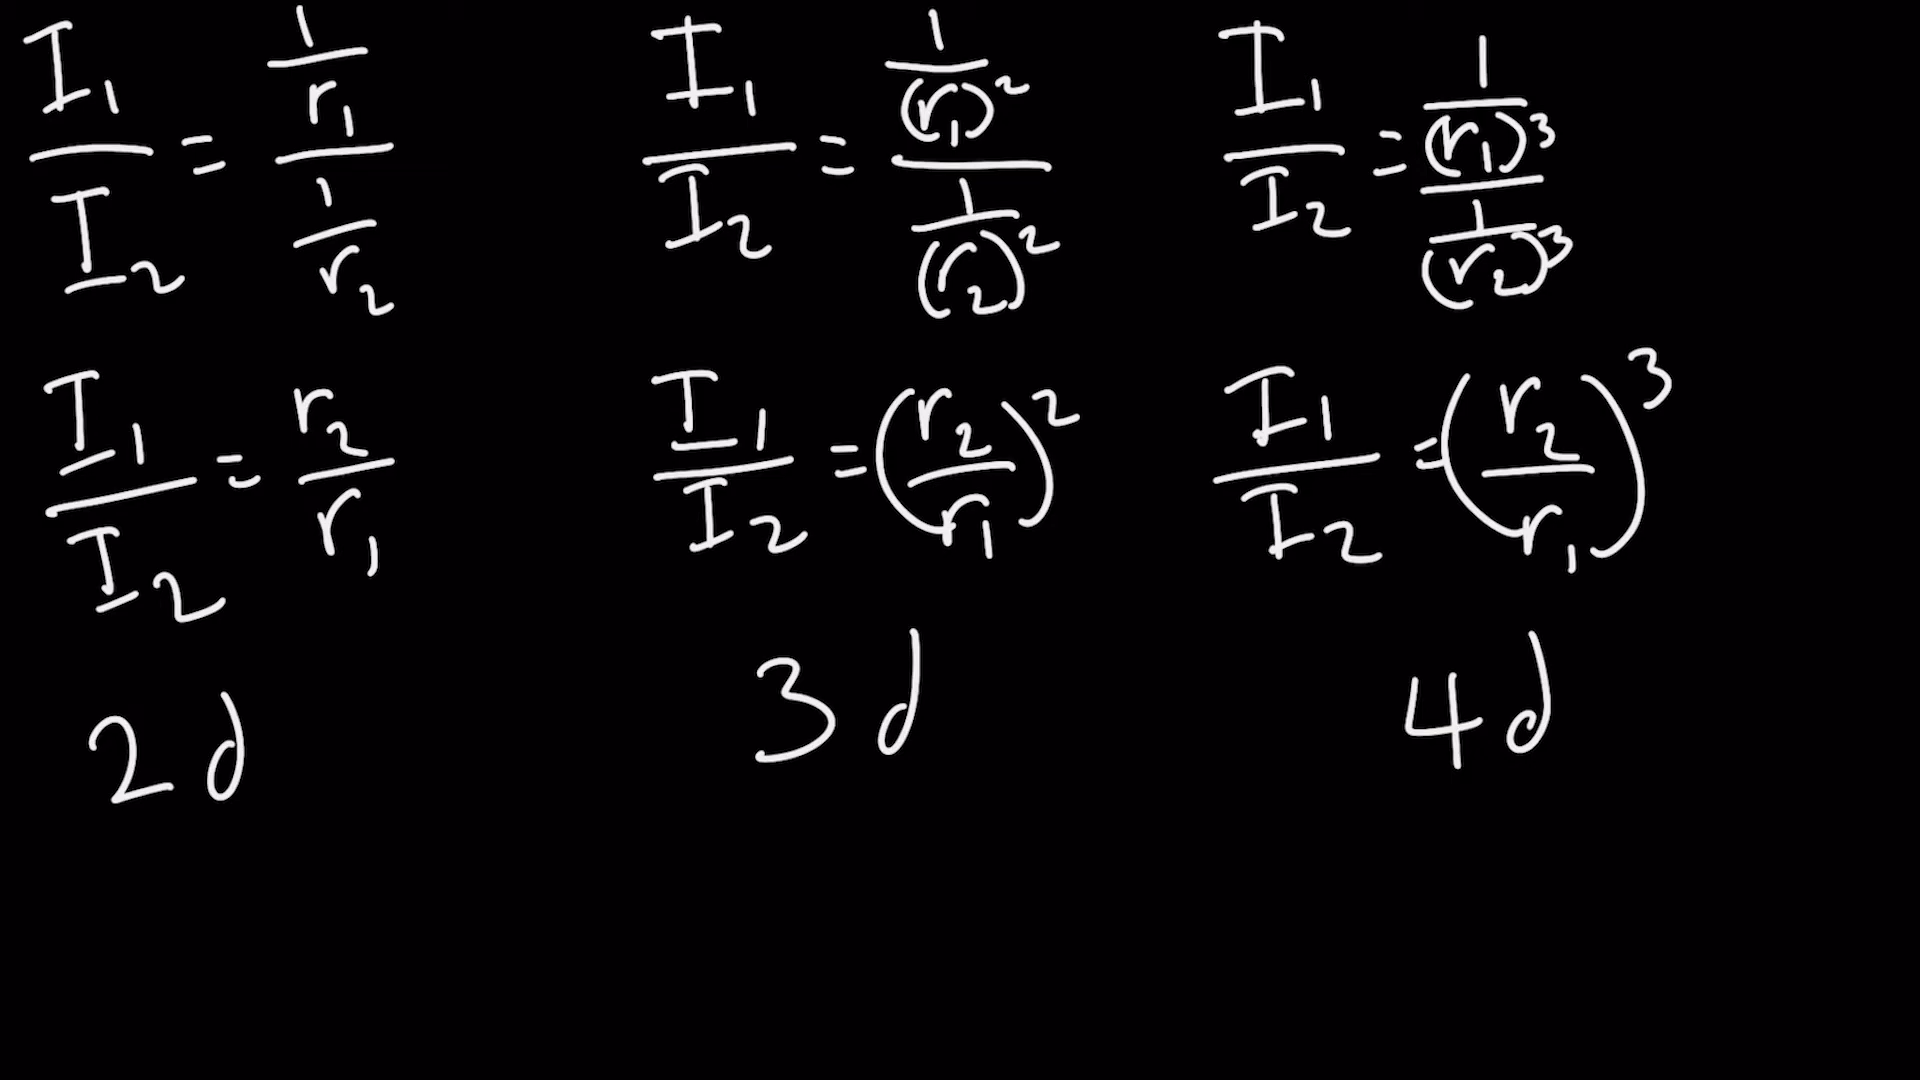 I₁/I₂ = (1/r₁)/(1/r₂)
I₁/I₂ = (1/(r₁)²)/(1/(r₂)²)
I₁/I₂ = (1/(r₁)³)/(1/(r₂)³)
I₁/I₂ = r₂/r₁
I₁/I₂ = (r₂/r₁)²
I₁/I₂ = (r₂/r₁)³
2d
3d
4d